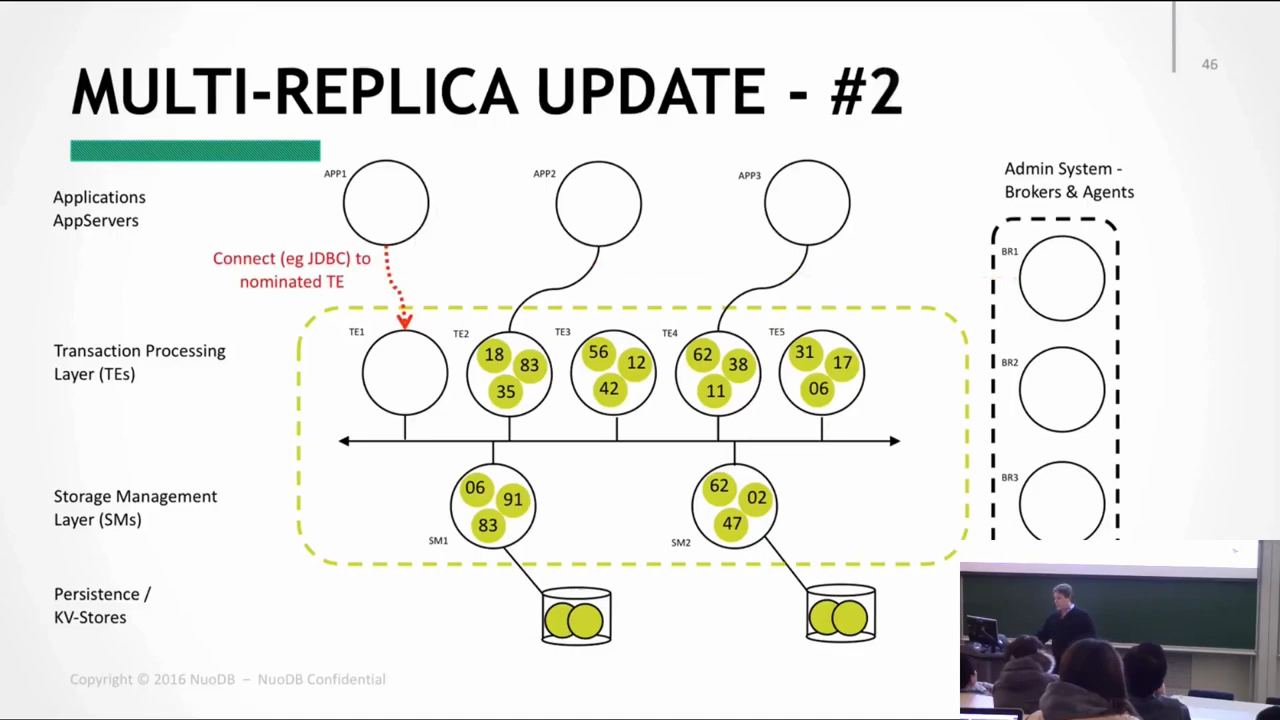 46
MULTI-REPLICA UPDATE - #2
Applications
AppServers
APP1
APP2
APP3
Admin System -
Brokers & Agents
Connect (eg JDBC) to
nominated TE
BR1
BR2
BR3
Transaction Processing
Layer (TEs)
TE1
TE2
18
83
35
TE3
56
12
42
TE4
62
38
11
TE5
31
17
06
Storage Management
Layer (SMs)
06
91
83
SM1
62
02
47
SM2
Persistence /
KV-Stores
Copyright © 2016 NuoDB – NuoDB Confidential